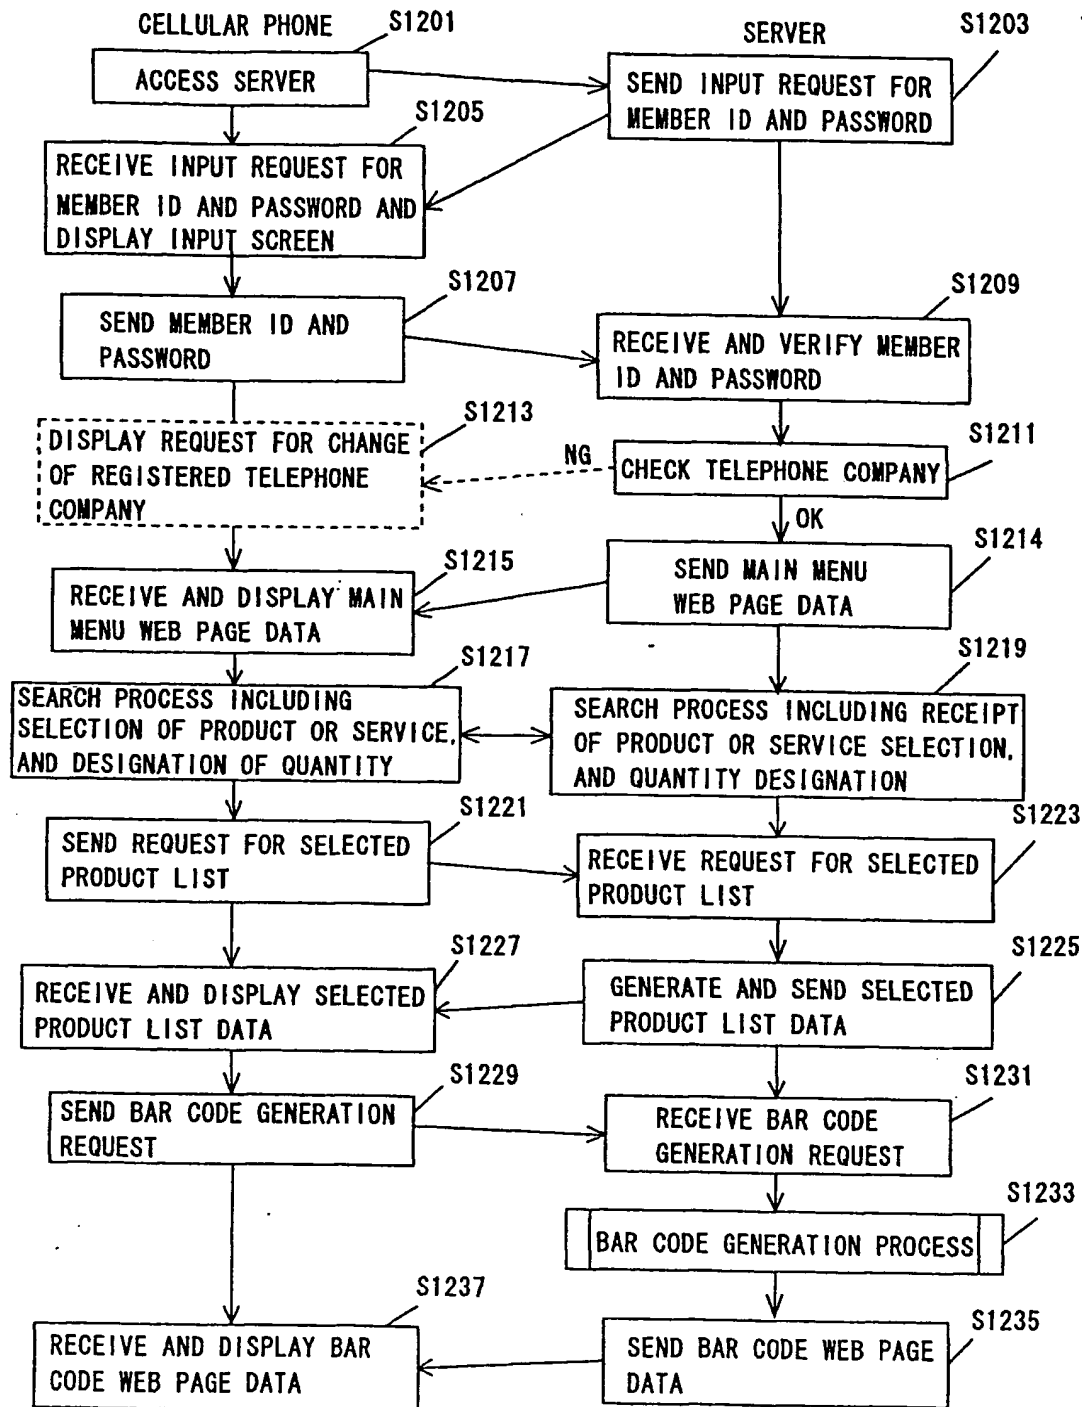 CELLULAR PHONE
S1201
SERVER
S1203
ACCESS SERVER
SEND INPUT REQUEST FOR
MEMBER ID AND PASSWORD
S1205
RECEIVE INPUT REQUEST FOR
MEMBER ID AND PASSWORD AND
DISPLAY INPUT SCREEN
S1207
SEND MEMBER ID AND
PASSWORD
S1209
RECEIVE AND VERIFY MEMBER
ID AND PASSWORD
S1213
DISPLAY REQUEST FOR CHANGE
OF REGISTERED TELEPHONE
COMPANY
NG
S1211
CHECK TELEPHONE COMPANY
OK
S1214
SEND MAIN MENU
WEB PAGE DATA
S1215
RECEIVE AND DISPLAY MAIN
MENU WEB PAGE DATA
S1217
SEARCH PROCESS INCLUDING
SELECTION OF PRODUCT OR SERVICE,
AND DESIGNATION OF QUANTITY
S1219
SEARCH PROCESS INCLUDING RECEIPT
OF PRODUCT OR SERVICE SELECTION,
AND QUANTITY DESIGNATION
S1221
SEND REQUEST FOR SELECTED
PRODUCT LIST
S1223
RECEIVE REQUEST FOR SELECTED
PRODUCT LIST
S1227
RECEIVE AND DISPLAY SELECTED
PRODUCT LIST DATA
S1225
GENERATE AND SEND SELECTED
PRODUCT LIST DATA
S1229
SEND BAR CODE GENERATION
REQUEST
S1231
RECEIVE BAR CODE
GENERATION REQUEST
S1233
BAR CODE GENERATION PROCESS
S1237
RECEIVE AND DISPLAY BAR
CODE WEB PAGE DATA
S1235
SEND BAR CODE WEB PAGE
DATA